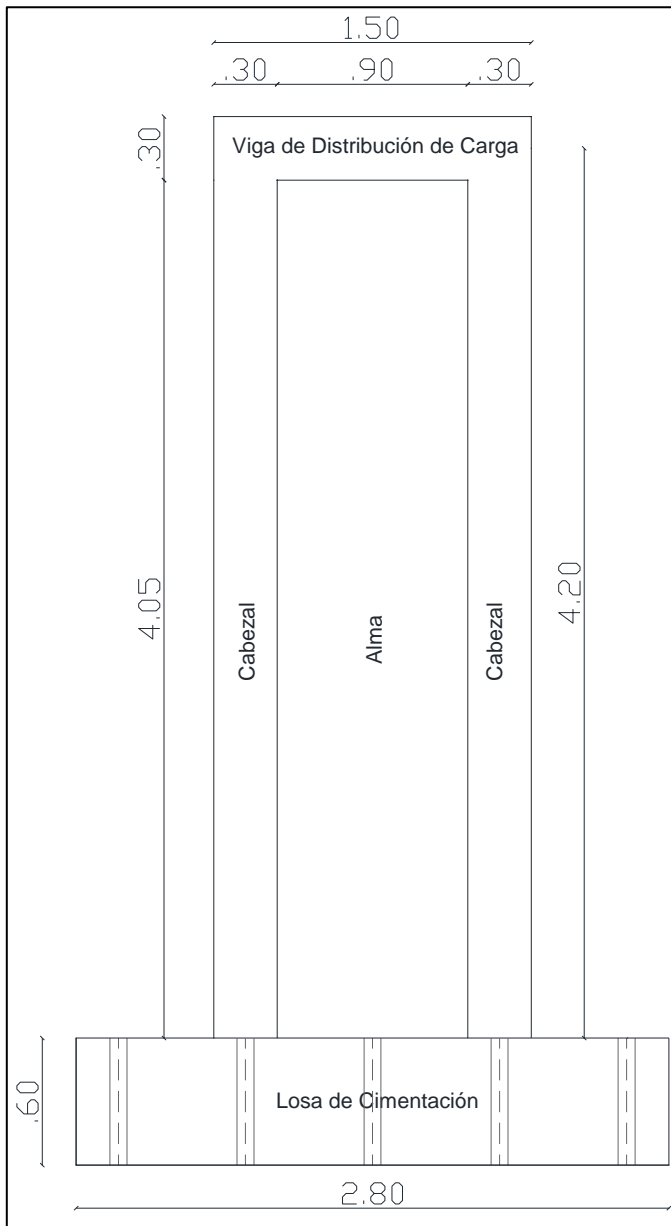 1.50
.30 .90 .30
.30
Viga de Distribución de Carga
4.05
4.20
Cabezal
Alma
Cabezal
.60
Losa de Cimentación
2.80